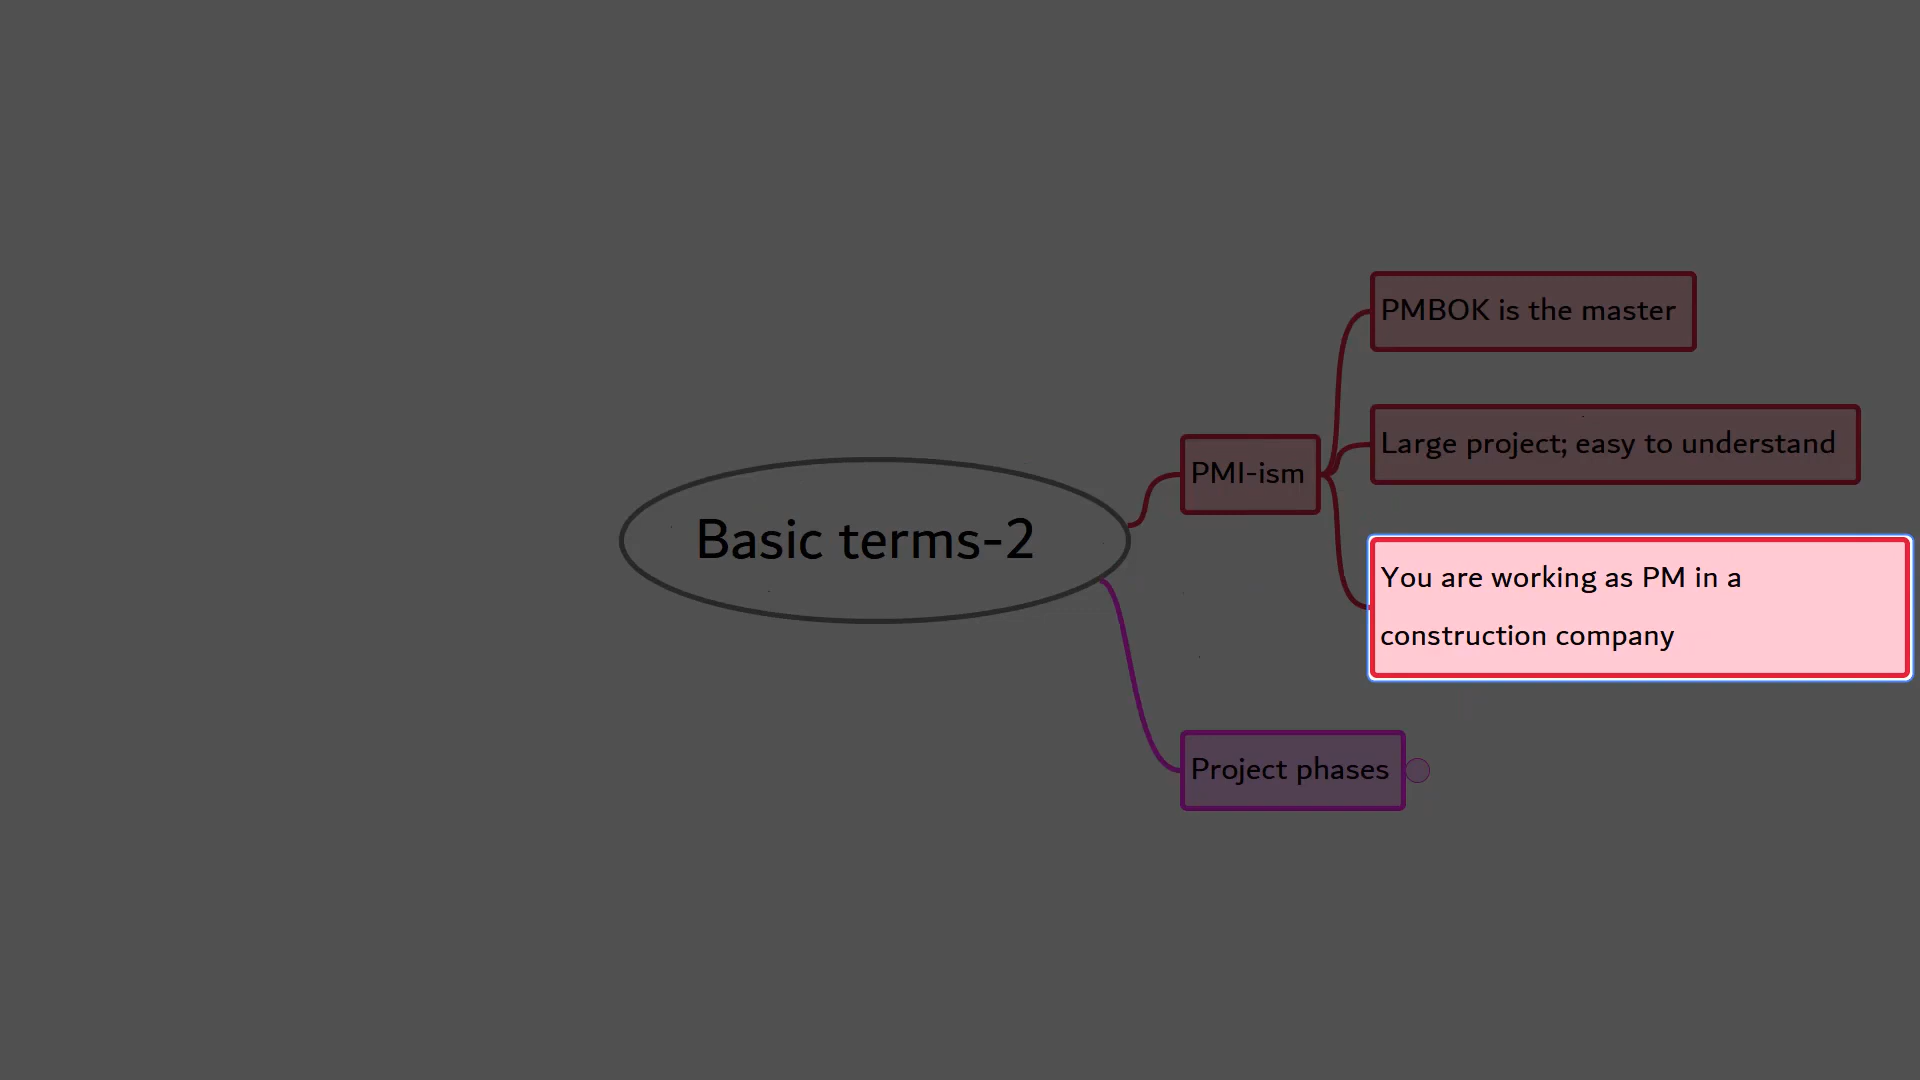 Basic terms-2
PMI-ism
PMBOK is the master
Large project; easy to understand
You are working as PM in a
construction company
Project phases